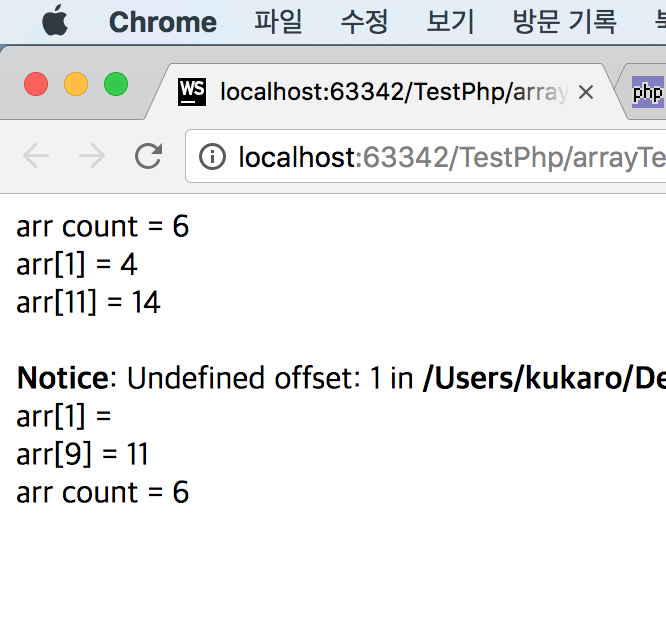 Chrome 파일 수정 보기 방문 기록
WS localhost:63342/TestPhp/array php
localhost:63342/TestPhp/arrayTe
arr count = 6
arr[1] = 4
arr[11] = 14
Notice: Undefined offset: 1 in /Users/kukaro/De
arr[1] =
arr[9] = 11
arr count = 6